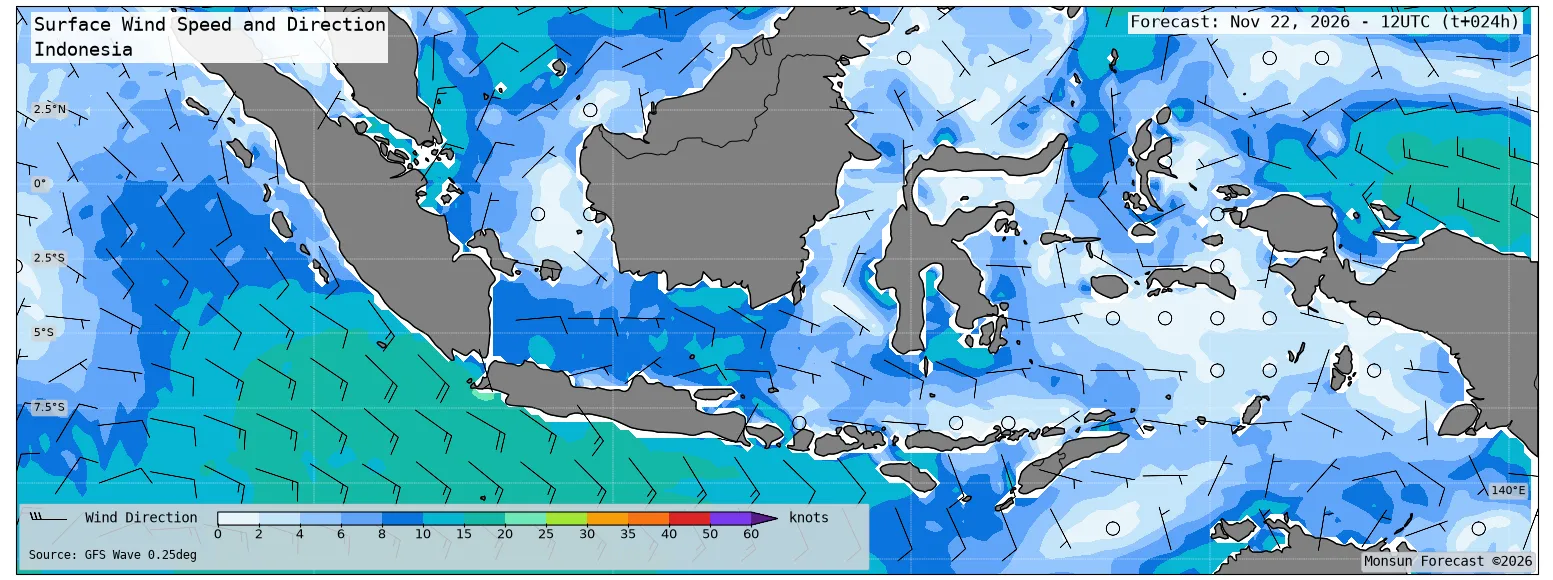 Surface Wind Speed and Direction
Indonesia
Forecast: Nov 22, 2026 - 12UTC (t+024h)
2.5°N
0°
2.5°S
5°S
7.5°S
140°E
Wind Direction
0 2 4 6 8 10 15 20 25 30 35 40 50 60
knots
Source: GFS Wave 0.25deg
Monsun Forecast ©2026